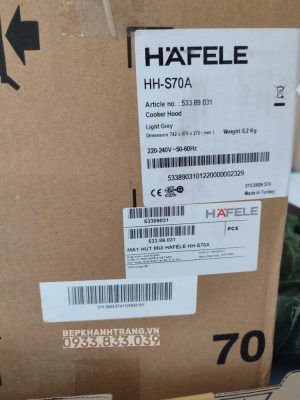 HÄFELE
HH-S70A
Article no. : 533.89.031
Cooker Hood
Light Grey
Dimension 742 x 375 x 270 ( mm ) Weight 8,2 Kg
220-240V ~50-60Hz
5338903101220000002329
Made in Turkey
53389031
HÄFELE
533.89.031
PCE
MÁY HÚT MÙI HAFELE HH-S70A
BEPKHANHTRANG.VN
0933.833.039
70